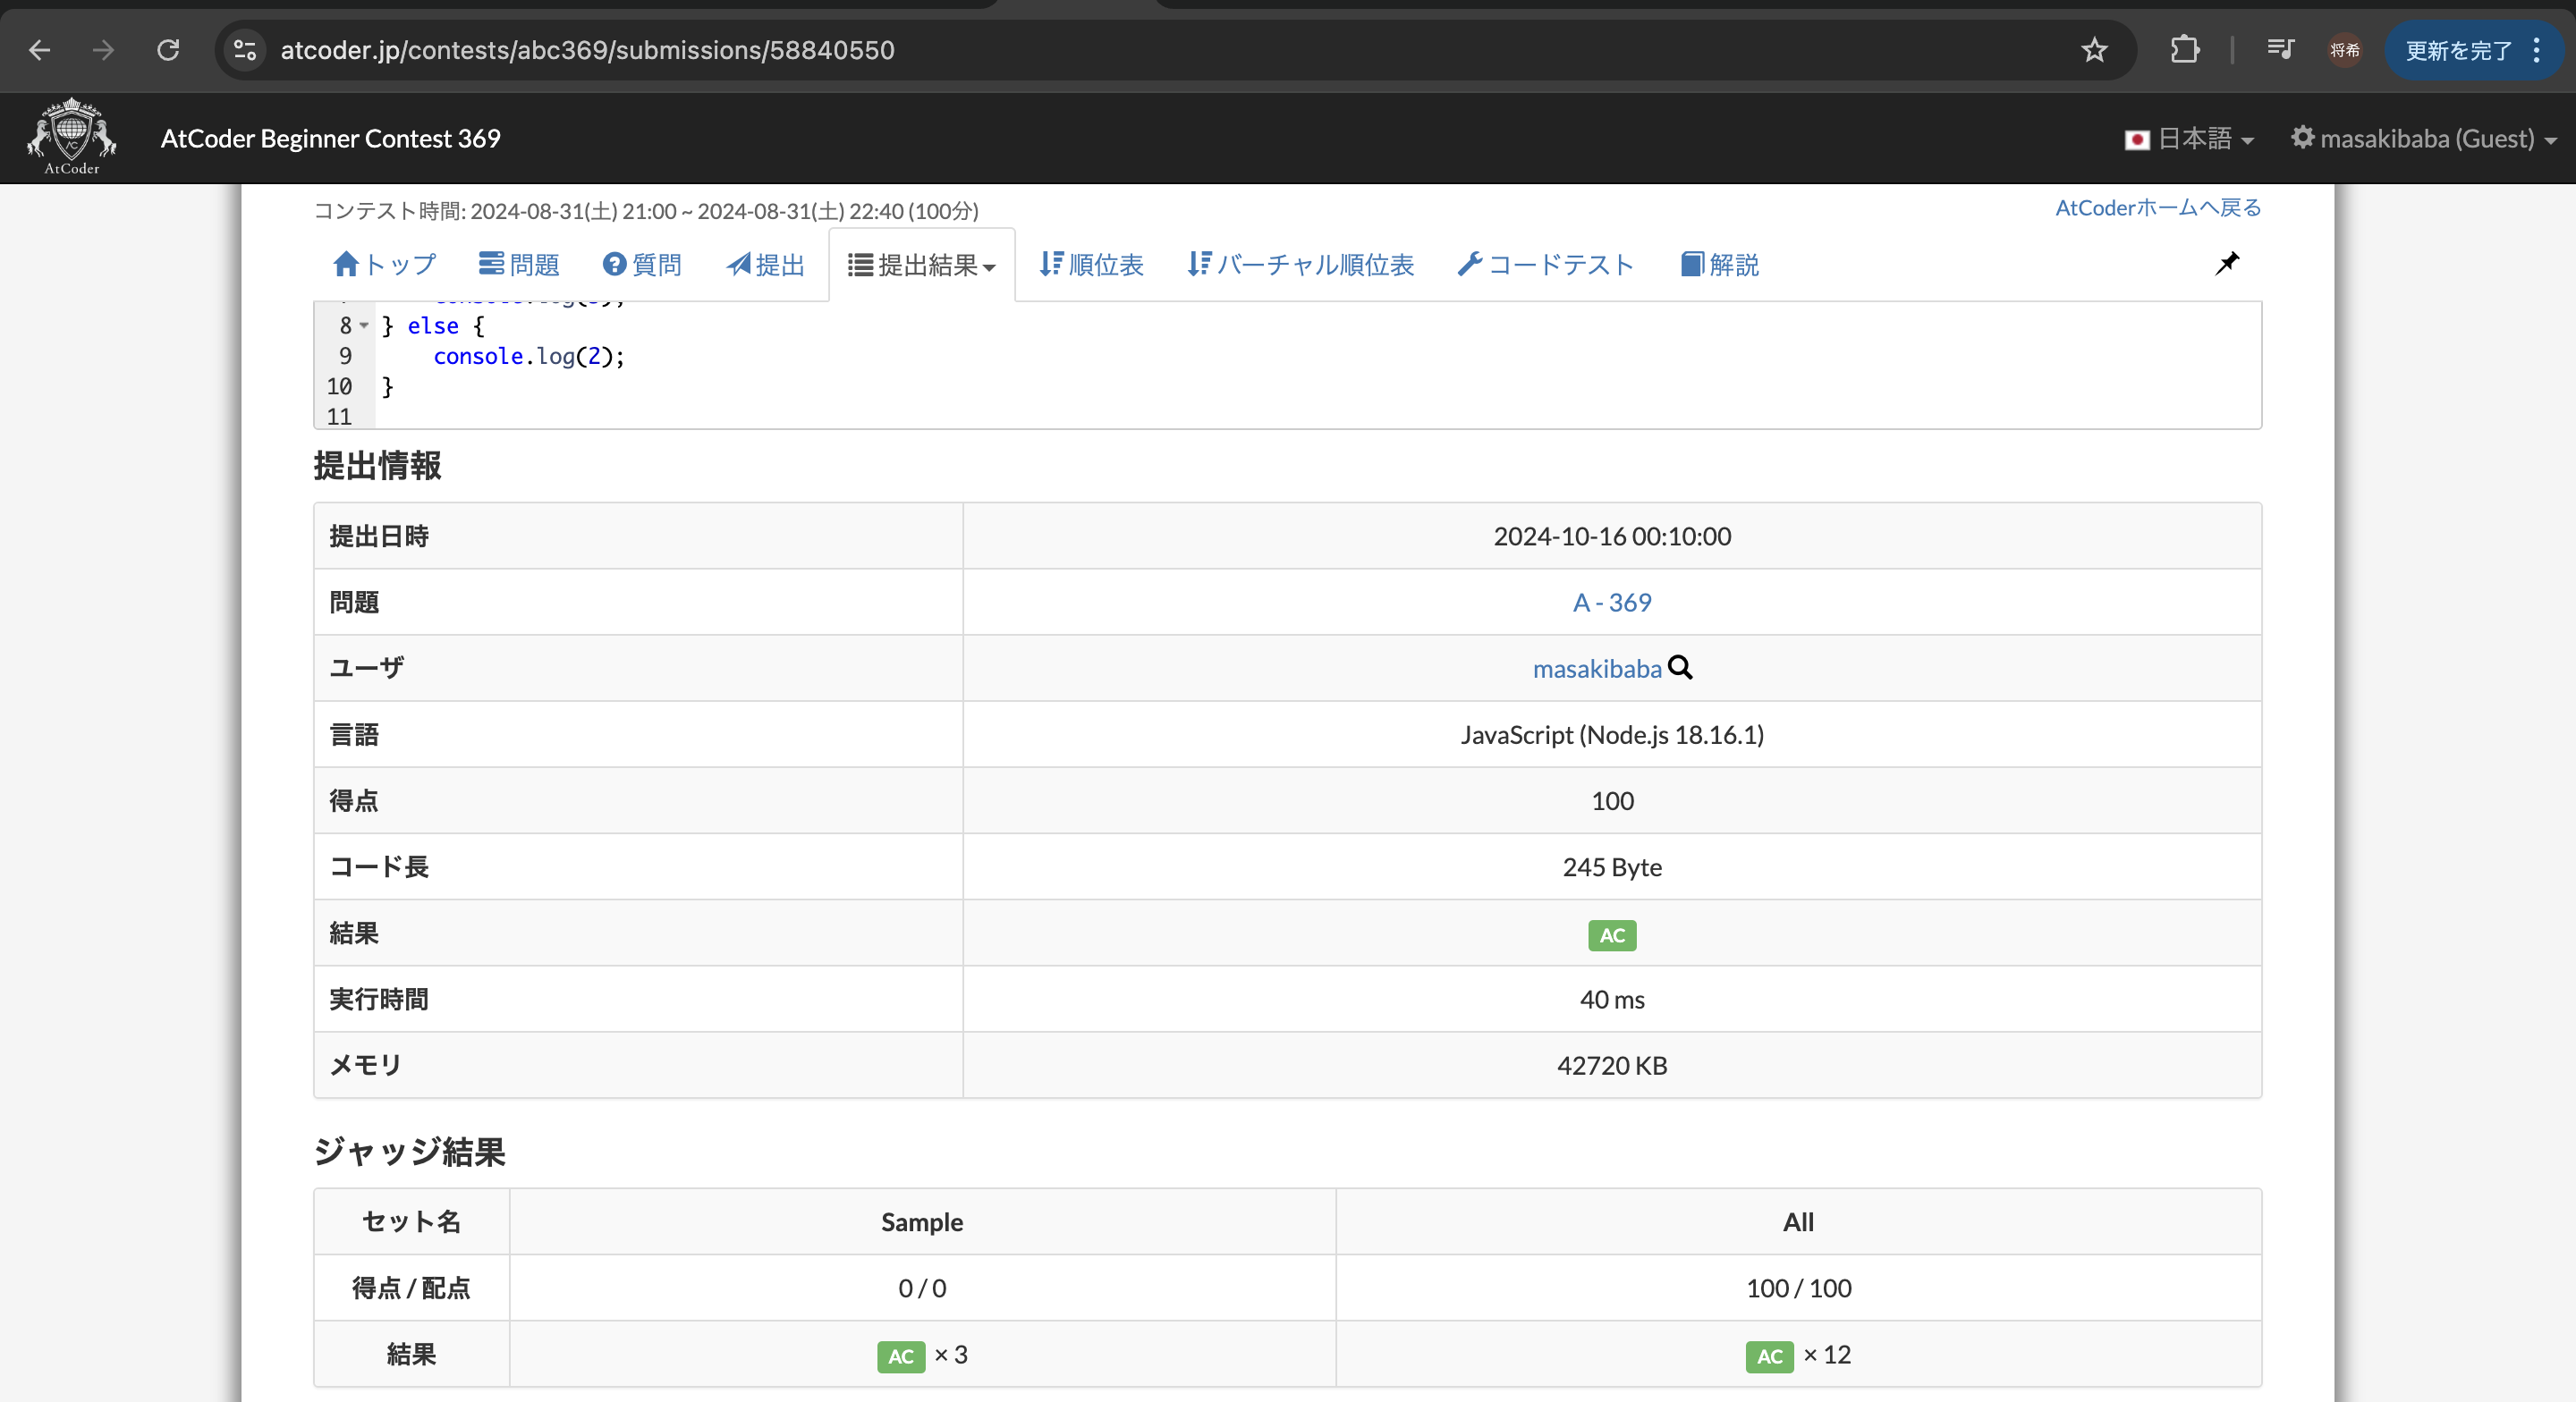 atcoder.jp/contests/abc369/submissions/58840550
将希
更新を完了
AtCoder
AtCoder Beginner Contest 369
日本語
masakibaba (Guest)
コンテスト時間: 2024-08-31(土) 21:00 ~ 2024-08-31(土) 22:40 (100分)
AtCoderホームへ戻る
トップ
問題
質問
提出
提出結果
順位表
バーチャル順位表
コードテスト
解説
8 } else {
9 console.log(2);
10 }
11
提出情報
提出日時 2024-10-16 00:10:00
問題 A - 369
ユーザ masakibaba
言語 JavaScript (Node.js 18.16.1)
得点 100
コード長 245 Byte
結果 AC
実行時間 40 ms
メモリ 42720 KB
ジャッジ結果
セット名 Sample All
得点 / 配点 0 / 0 100 / 100
結果 AC × 3 AC × 12